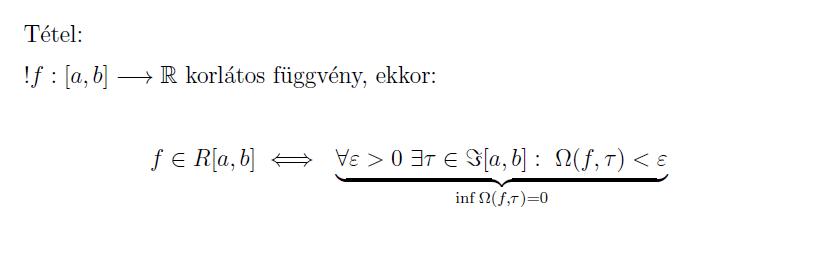 Tétel:
!f : [a, b] ⟶ ℝ korlátos függvény, ekkor:
f ∈ R[a, b] ⟺ ∀ε > 0 ∃τ ∈ ℑ[a, b] : Ω(f, τ) < ε
inf Ω(f,τ)=0